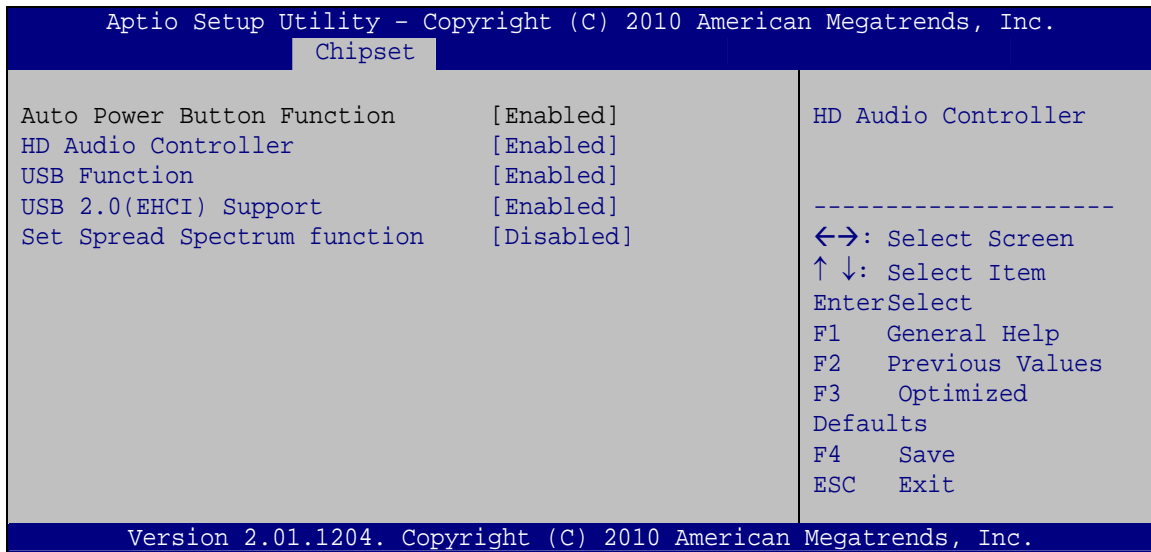 Aptio Setup Utility – Copyright (C) 2010 American Megatrends, Inc.
Chipset
Auto Power Button Function [Enabled]
HD Audio Controller [Enabled]
USB Function [Enabled]
USB 2.0(EHCI) Support [Enabled]
Set Spread Spectrum function [Disabled]
HD Audio Controller
---------------------
←→: Select Screen
↑ ↓: Select Item
EnterSelect
F1 General Help
F2 Previous Values
F3 Optimized
Defaults
F4 Save
ESC Exit
Version 2.01.1204. Copyright (C) 2010 American Megatrends, Inc.